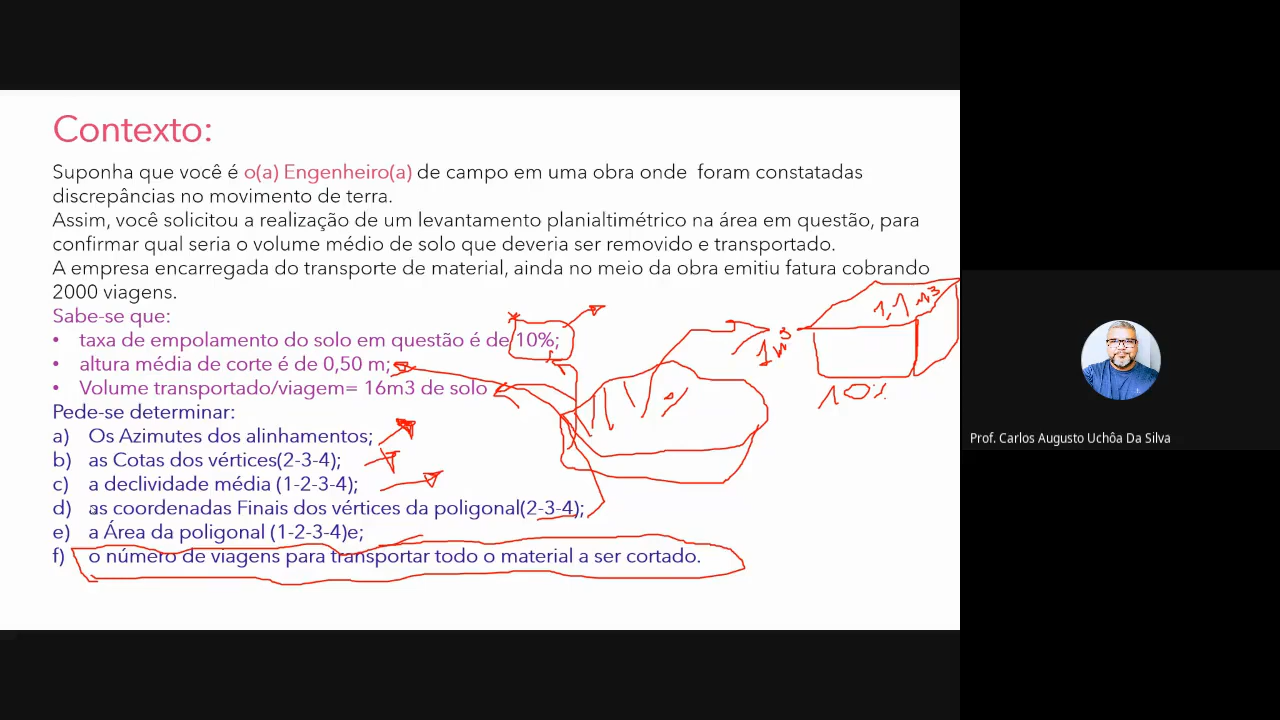 Contexto:
Suponha que você é o(a) Engenheiro(a) de campo em uma obra onde foram constatadas
discrepâncias no movimento de terra.
Assim, você solicitou a realização de um levantamento planialtimétrico na área em questão, para
confirmar qual seria o volume médio de solo que deveria ser removido e transportado.
A empresa encarregada do transporte de material, ainda no meio da obra emitiu fatura cobrando
2000 viagens.
Sabe-se que:
• taxa de empolamento do solo em questão é de 10%;
• altura média de corte é de 0,50 m;
• Volume transportado/viagem= 16m3 de solo
Pede-se determinar:
a) Os Azimutes dos alinhamentos;
b) as Cotas dos vértices(2-3-4);
c) a declividade média (1-2-3-4);
d) as coordenadas Finais dos vértices da poligonal(2-3-4);
e) a Área da poligonal (1-2-3-4)e;
f) o número de viagens para transportar todo o material a ser cortado.
1m³
1,1 m³
10%
Prof. Carlos Augusto Uchôa Da Silva